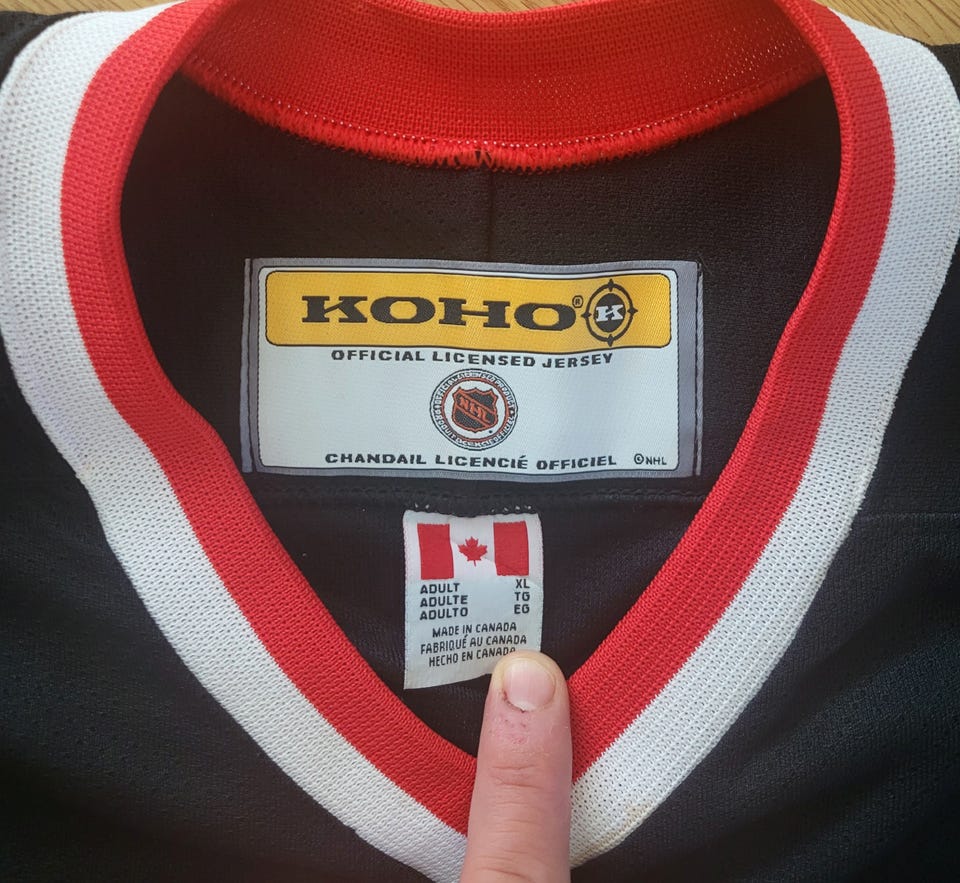 KOHO® K
OFFICIAL LICENSED JERSEY
NHL
CHANDAIL LICENCIÉ OFFICIEL ©NHL
ADULT XL
ADULTE TG
ADULTO EG
MADE IN CANADA
FABRIQUÉ AU CANADA
HECHO EN CANADA